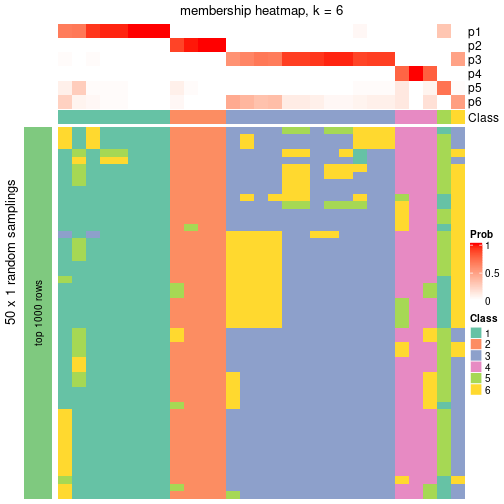 membership heatmap, k = 6
p1
p2
p3
p4
p5
p6
Class
50 x 1 random samplings
top 1000 rows
Prob
1
0.5
0
Class
1
2
3
4
5
6